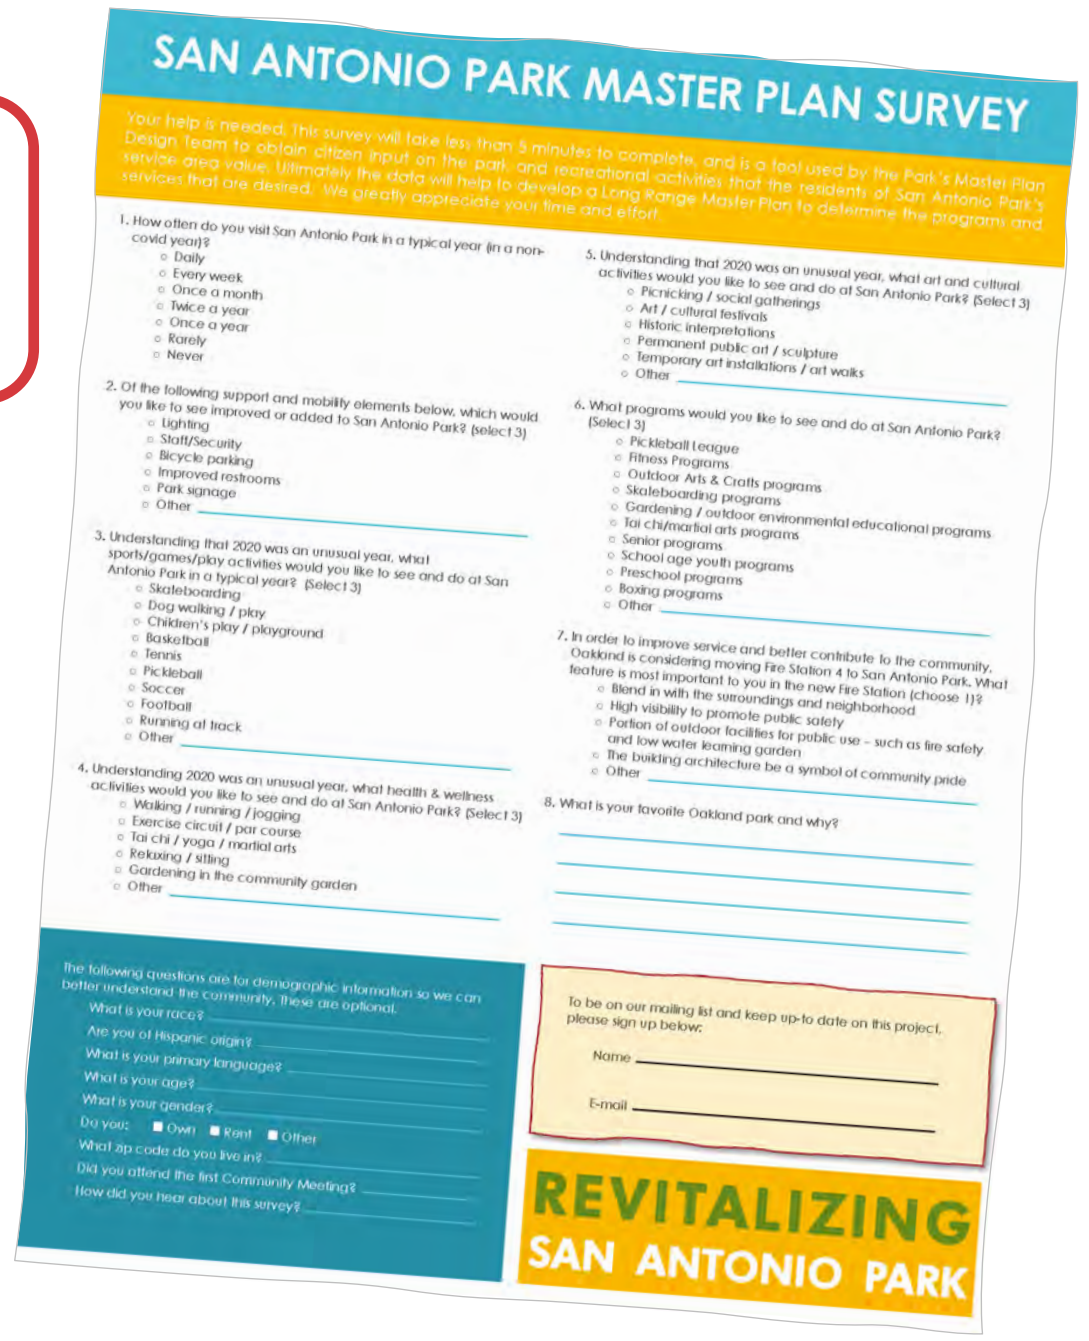 SAN ANTONIO PARK MASTER PLAN SURVEY
Your help is needed. This survey will take less than 5 minutes to complete, and is a tool used by the Park's Master Plan
Design Team to obtain citizen input on the park, and recreational activities that the residents of San Antonio Park's
service area value. Ultimately the data will help to develop a Long Range Master Plan to determine the programs and
services that are desired. We greatly appreciate your time and effort
1. How often do you visit San Antonio Park in a typical year (in a non-
covid year)?
○ Daily
○ Every week
○ Once a month
○ Twice a year
○ Once a year
○ Rarely
○ Never
2. Of the following support and mobility elements below, which would
you like to see improved or added to San Antonio Park? (select 3)
○ Lighting
○ Staff/Security
○ Bicycle parking
○ Improved restrooms
○ Park signage
○ Other
3. Understanding that 2020 was an unusual year, what
sports/games/play activities would you like to see and do at San
Antonio Park in a typical year? (Select 3)
○ Skateboarding
○ Dog walking / play
○ Children's play / playground
○ Basketball
○ Tennis
○ Pickleball
○ Soccer
○ Football
○ Running at track
○ Other
4. Understanding 2020 was an unusual year, what health & wellness
activities would you like to see and do at San Antonio Park? (Select 3)
○ Walking / running / jogging
○ Exercise circuit / par course
○ Tai chi / yoga / martial arts
○ Relaxing / sitting
○ Gardening in the community garden
○ Other
5. Understanding that 2020 was an unusual year, what art and cultural
activities would you like to see and do at San Antonio Park? (Select 3)
○ Picnicking / social gatherings
○ Art / cultural festivals
○ Historic interpretations
○ Permanent public art / sculpture
○ Temporary art installations / art walks
○ Other
6. What programs would you like to see and do at San Antonio Park?
(Select 3)
○ Pickleball League
○ Fitness Programs
○ Outdoor Arts & Crafts programs
○ Skateboarding programs
○ Gardening / outdoor environmental educational programs
○ Tai chi/martial arts programs
○ Senior programs
○ School age youth programs
○ Preschool programs
○ Boxing programs
○ Other
7. In order to improve service and better contribute to the community,
Oakland is considering moving Fire Station 4 to San Antonio Park. What
feature is most important to you in the new Fire Station (choose 1)?
○ Blend in with the surroundings and neighborhood
○ High visibility to promote public safety
○ Portion of outdoor facilities for public use – such as fire safety
and low water learning garden
○ The building architecture be a symbol of community pride
○ Other
8. What is your favorite Oakland park and why?
The following questions are for demographic information so we can
better understand the community. These are optional.
What is your race?
Are you of Hispanic origin?
What is your primary language?
What is your age?
What is your gender?
Do you: Own Rent Other
What zip code do you live in?
Did you attend the first Community Meeting?
How did you hear about this survey?
To be on our mailing list and keep up-to date on this project,
please sign up below:
Name
E-mail
REVITALIZING
SAN ANTONIO PARK